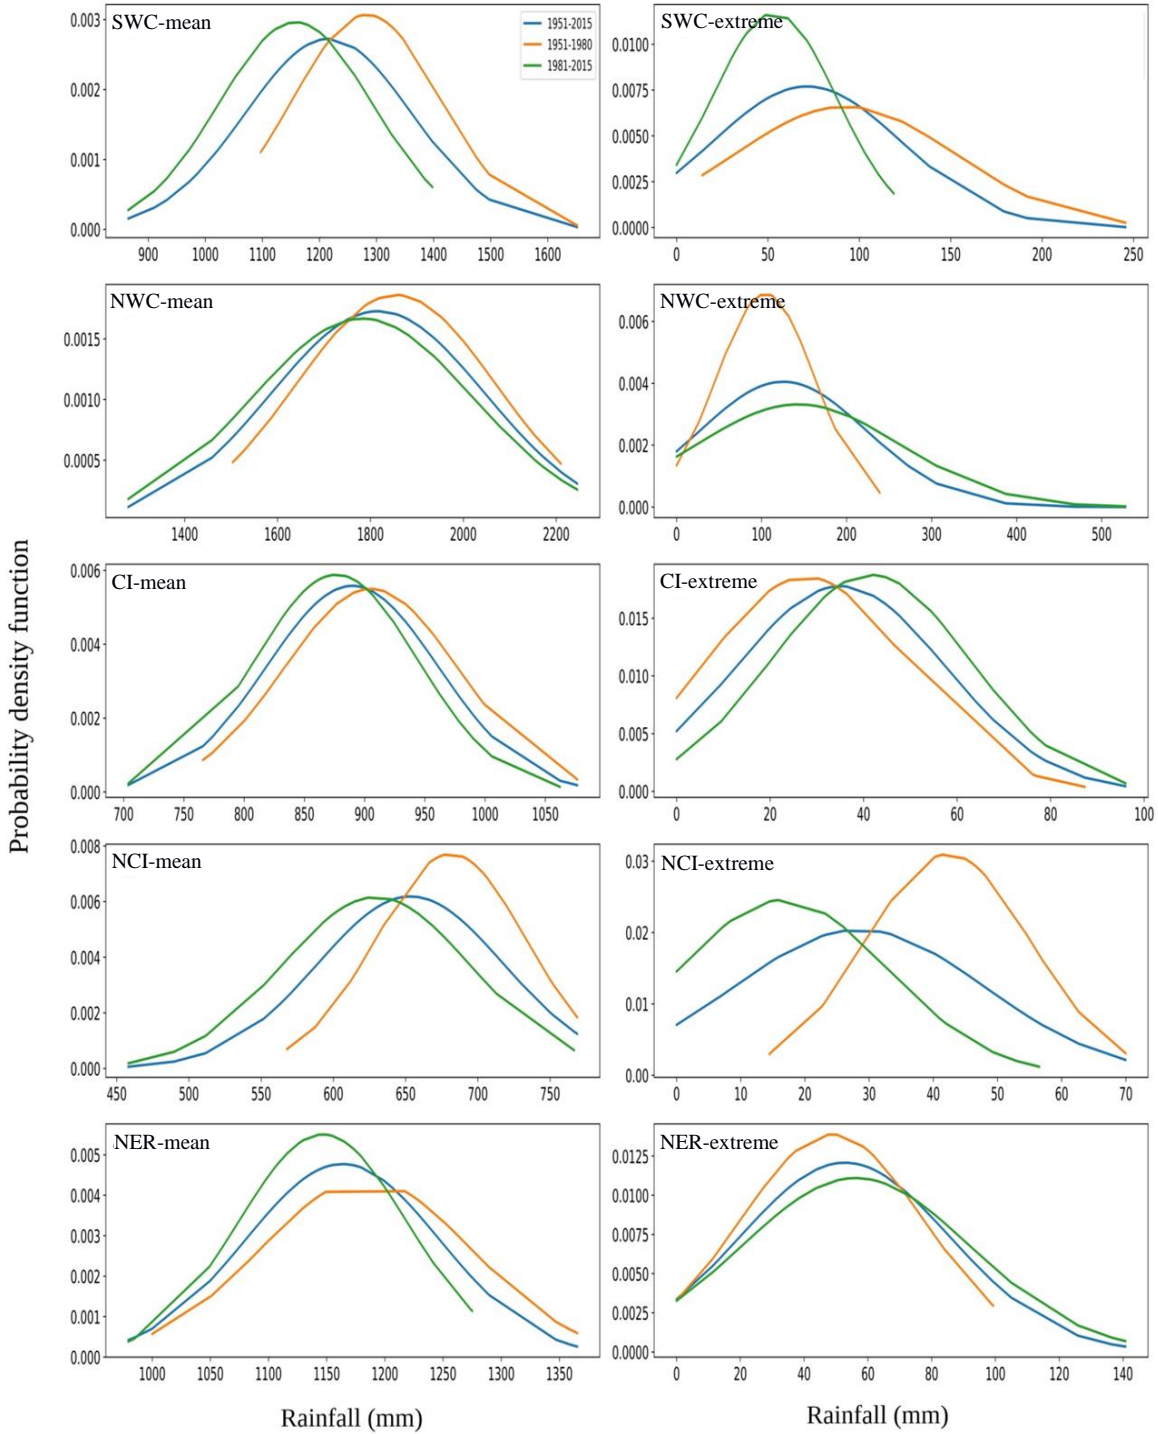 SWC-mean
1951-2015
1951-1980
1981-2015
0.003
0.002
0.001
0.000
900 1000 1100 1200 1300 1400 1500 1600
SWC-extreme
0.0100
0.0075
0.0050
0.0025
0.0000
0 50 100 150 200 250
NWC-mean
0.0015
0.0010
0.0005
1400 1600 1800 2000 2200
NWC-extreme
0.006
0.004
0.002
0.000
0 100 200 300 400 500
Probability density function
CI-mean
0.006
0.004
0.002
0.000
700 750 800 850 900 950 1000 1050
CI-extreme
0.015
0.010
0.005
0.000
0 20 40 60 80 100
NCI-mean
0.008
0.006
0.004
0.002
0.000
450 500 550 600 650 700 750
NCI-extreme
0.03
0.02
0.01
0.00
0 10 20 30 40 50 60 70
NER-mean
0.005
0.004
0.003
0.002
0.001
0.000
1000 1050 1100 1150 1200 1250 1300 1350
NER-extreme
0.0125
0.0100
0.0075
0.0050
0.0025
0.0000
0 20 40 60 80 100 120 140
Rainfall (mm)
Rainfall (mm)